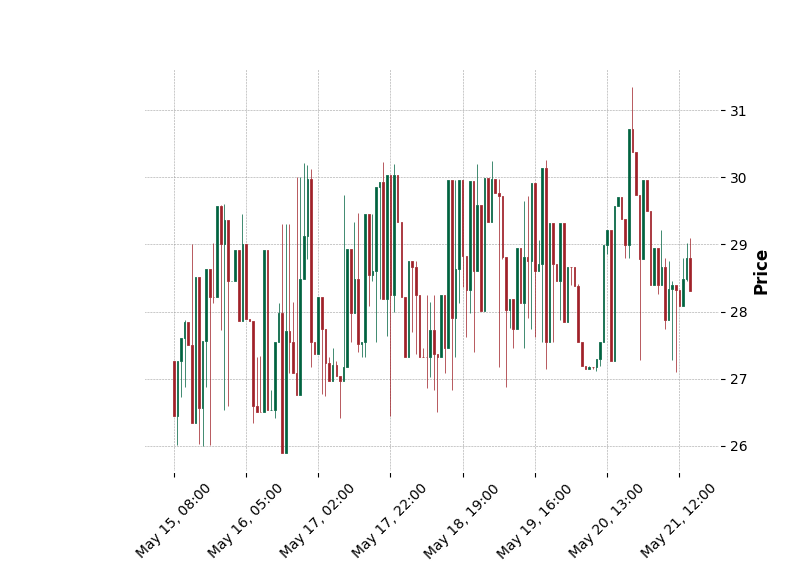 31
30
29
28
27
26
Price
May 15, 08:00
May 16, 05:00
May 17, 02:00
May 17, 22:00
May 18, 19:00
May 19, 16:00
May 20, 13:00
May 21, 12:00